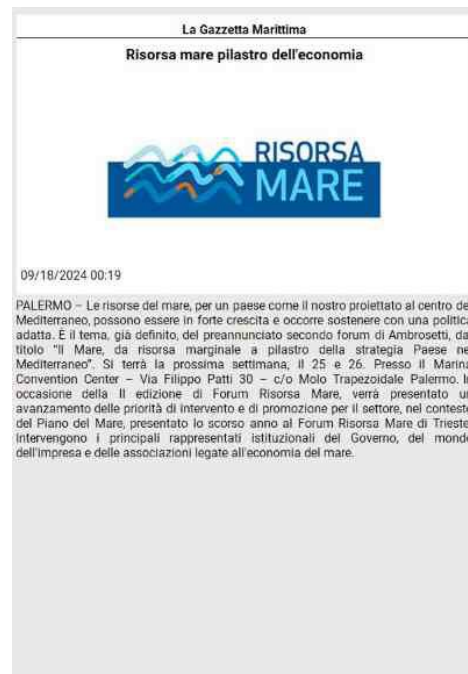 La Gazzetta Marittima
Risorsa mare pilastro dell'economia
RISORSA
MARE
09/18/2024 00:19
PALERMO – Le risorse del mare, per un paese come il nostro proiettato al centro de
Mediterraneo, possono essere in forte crescita e occorre sostenere con una politica
adatta. È il tema, già definito, del preannunciato secondo forum di Ambrosetti, da
titolo "Il Mare, da risorsa marginale a pilastro della strategia Paese ne
Mediterraneo". Si terrà la prossima settimana, il 25 e 26. Presso il Marina
Convention Center – Via Filippo Patti 30 – c/o Molo Trapezoidale Palermo. In
occasione della II edizione di Forum Risorsa Mare, verrà presentato un
avanzamento delle priorità di intervento e di promozione per il settore, nel contesto
del Piano del Mare, presentato lo scorso anno al Forum Risorsa Mare di Trieste
Intervengono i principali rappresentati istituzionali del Governo, del mondo
dell'impresa e delle associazioni legate all'economia del mare.